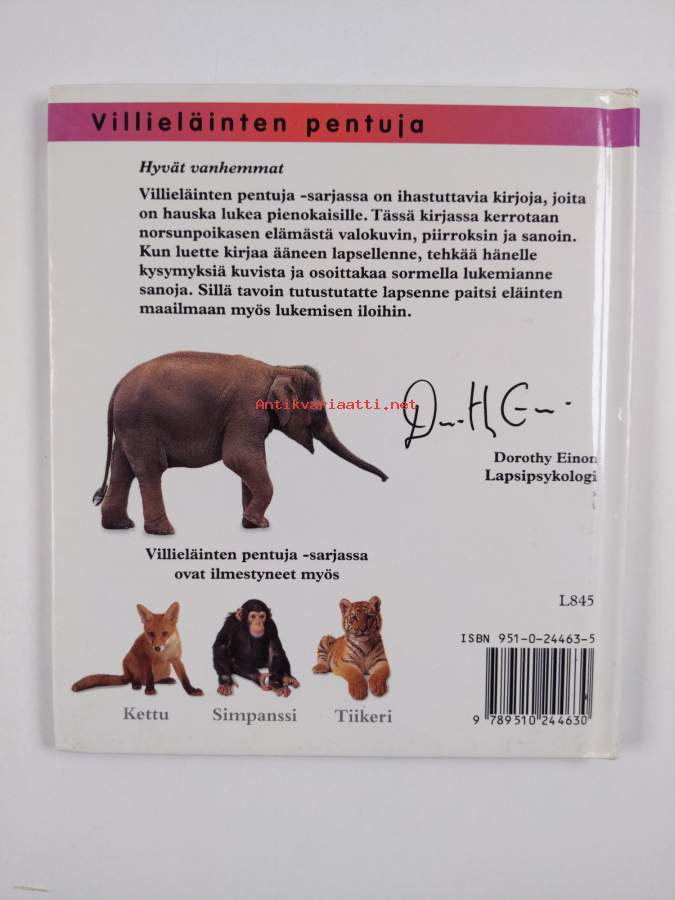 Villieläinten pentuja
Hyvät vanhemmat
Villieläinten pentuja -sarjassa on ihastuttavia kirjoja, joita
on hauska lukea pienokaisille. Tässä kirjassa kerrotaan
norsunpoikasen elämästä valokuvin, piirroksin ja sanoin.
Kun luette kirjaa ääneen lapsellenne, tehkää hänelle
kysymyksiä kuvista ja osoittakaa sormella lukemianne
sanoja. Sillä tavoin tutustutatte lapsenne paitsi eläinten
maailmaan myös lukemisen iloihin.
Antikvariaatti.net
Dorothy Einon
Lapsipsykologi
Villieläinten pentuja -sarjassa
ovat ilmestyneet myös
L845
ISBN 951-0-24463-5
Kettu Simpanssi Tiikeri
9 789510 244630